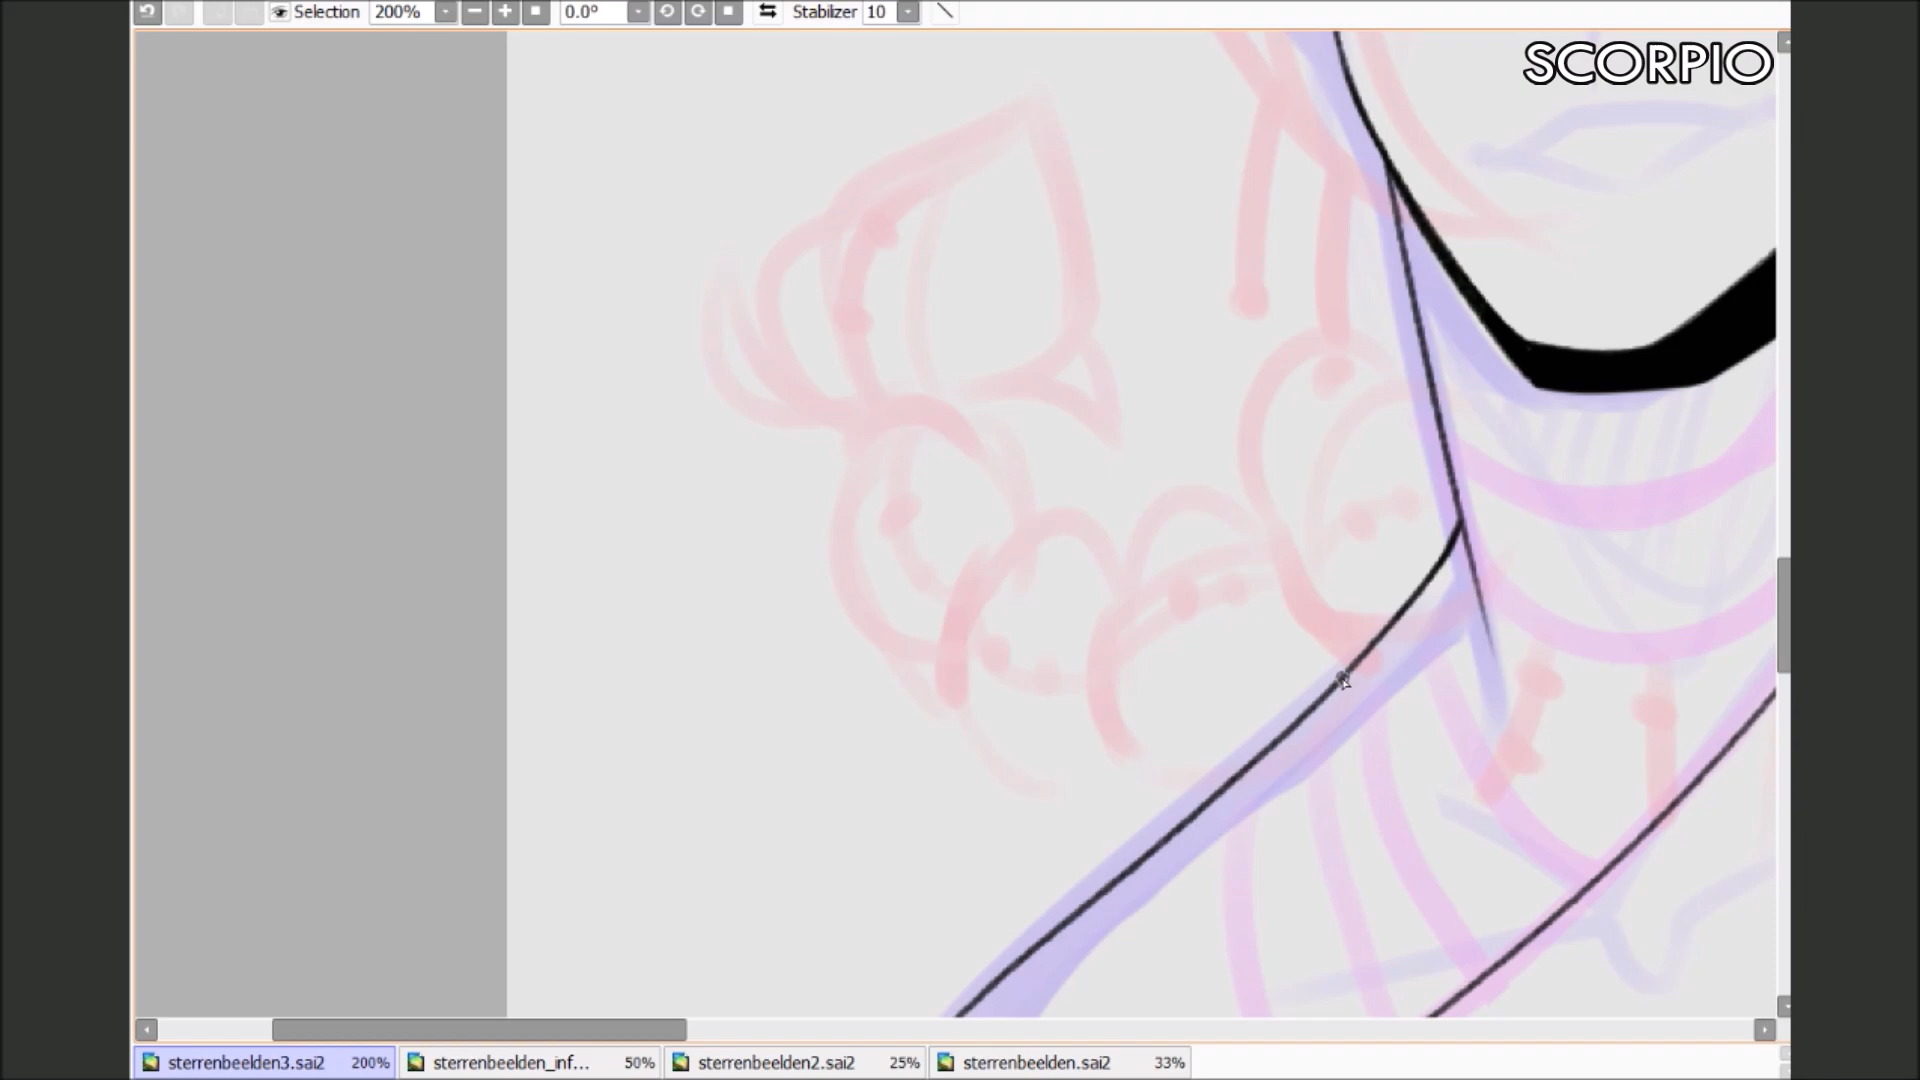 Selection 200% 0.0° Stabilizer 10
SCORPIO
sterrenbeelden3.sai2 200% sterrenbeelden_inf... 50% sterrenbeelden2.sai2 25% sterrenbeelden.sai2 33%